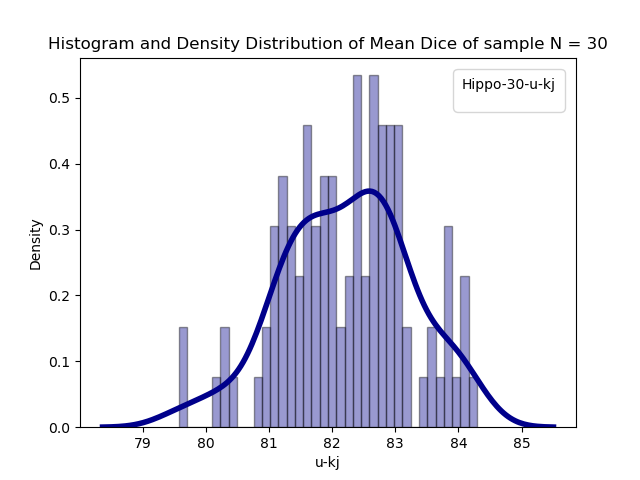 Histogram and Density Distribution of Mean Dice of sample N = 30
Hippo-30-u-kj
Density
0.5
0.4
0.3
0.2
0.1
0.0
79 80 81 82 83 84 85
u-kj